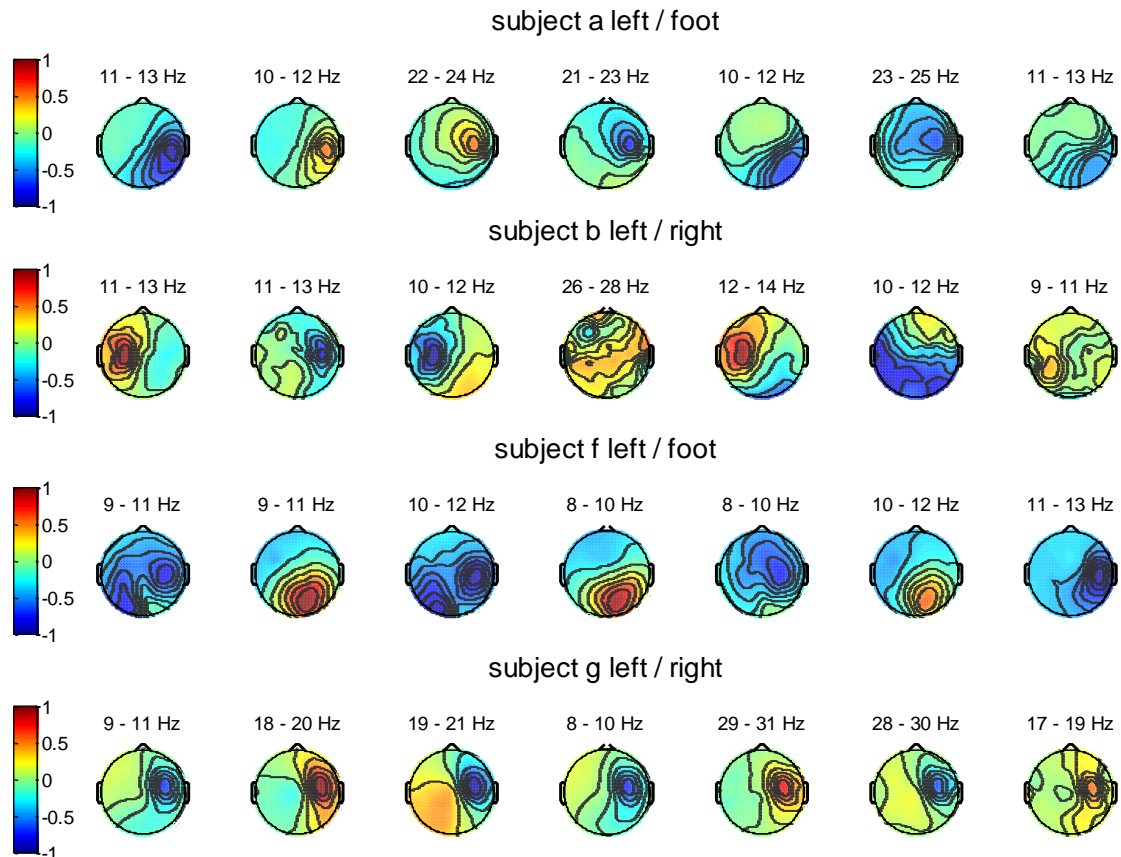 subject a left / foot
11 - 13 Hz 10 - 12 Hz 22 - 24 Hz 21 - 23 Hz 10 - 12 Hz 23 - 25 Hz 11 - 13 Hz
1
0.5
0
-0.5
-1
subject b left / right
11 - 13 Hz 11 - 13 Hz 10 - 12 Hz 26 - 28 Hz 12 - 14 Hz 10 - 12 Hz 9 - 11 Hz
1
0.5
0
-0.5
-1
subject f left / foot
9 - 11 Hz 9 - 11 Hz 10 - 12 Hz 8 - 10 Hz 8 - 10 Hz 10 - 12 Hz 11 - 13 Hz
1
0.5
0
-0.5
-1
subject g left / right
9 - 11 Hz 18 - 20 Hz 19 - 21 Hz 8 - 10 Hz 29 - 31 Hz 28 - 30 Hz 17 - 19 Hz
1
0.5
0
-0.5
-1